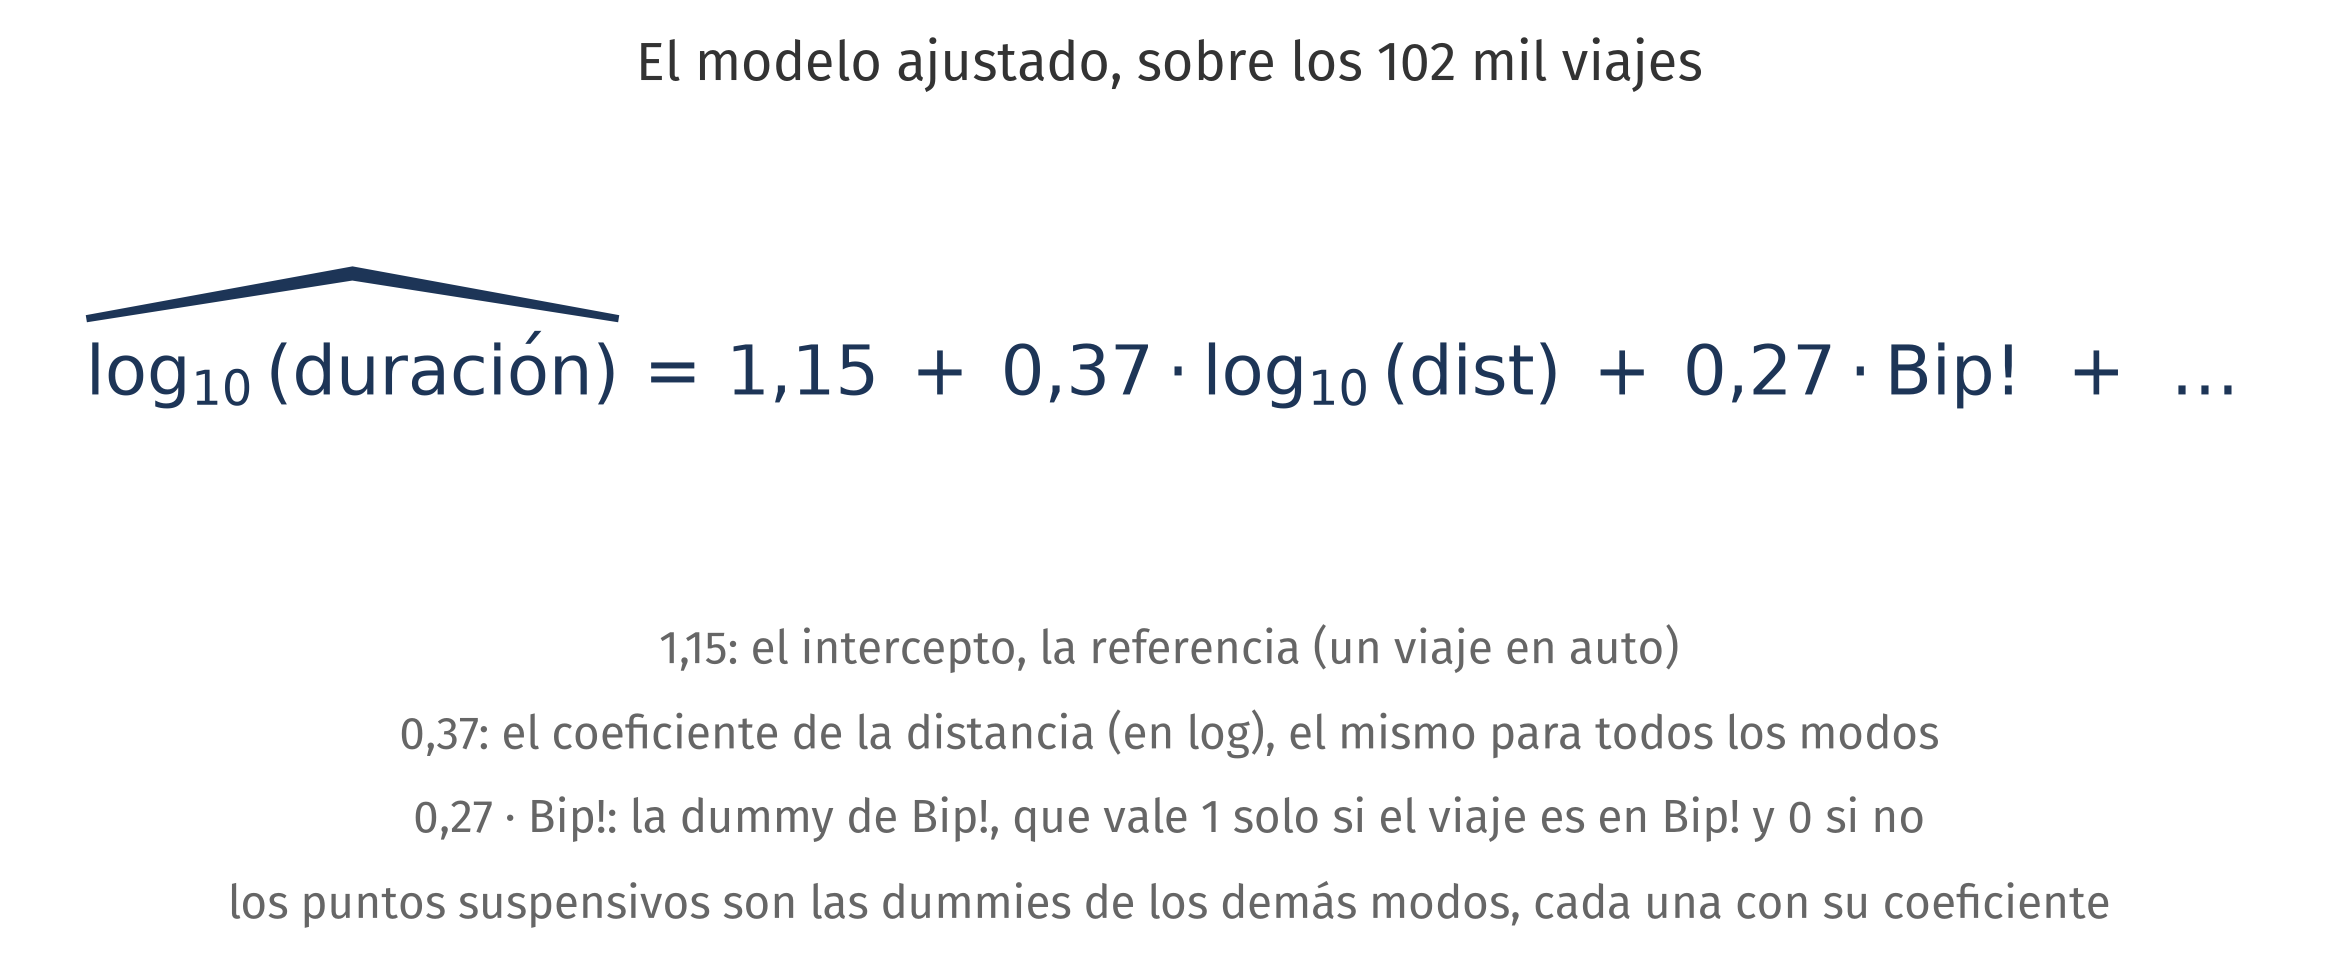 El modelo ajustado, sobre los 102 mil viajes
log₁₀ (duración) = 1,15 + 0,37 · log₁₀ (dist) + 0,27 · Bip! + ...
1,15: el intercepto, la referencia (un viaje en auto)
0,37: el coeficiente de la distancia (en log), el mismo para todos los modos
0,27 · Bip!: la dummy de Bip!, que vale 1 solo si el viaje es en Bip! y 0 si no
los puntos suspensivos son las dummies de los demás modos, cada una con su coeficiente